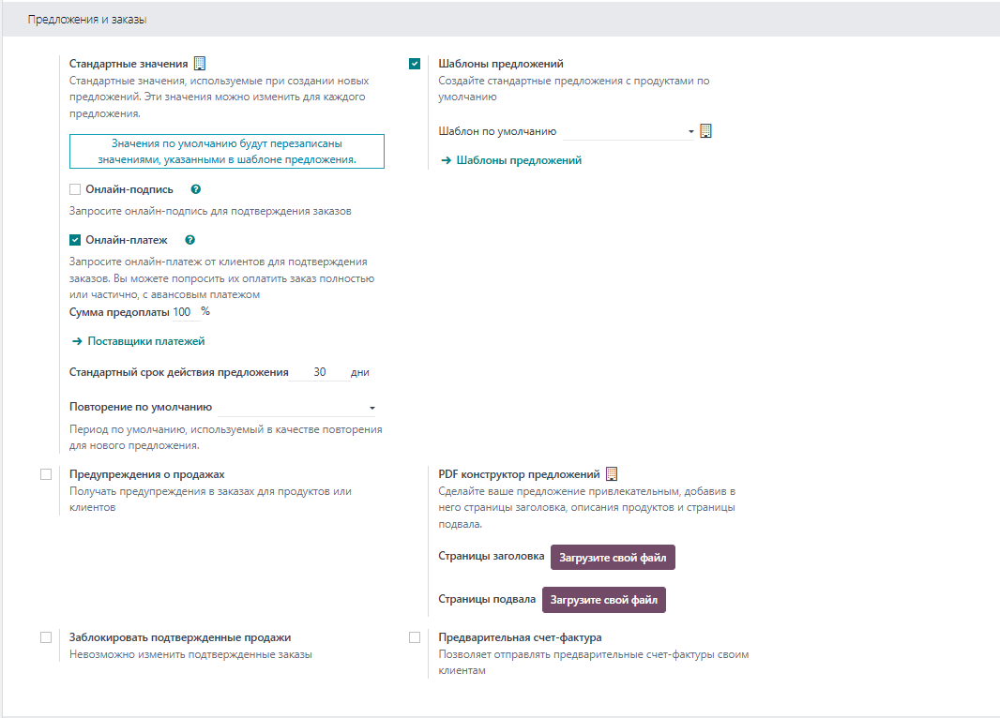 Предложения и заказы
Стандартные значения
Стандартные значения, используемые при создании новых
предложений. Эти значения можно изменить для каждого
предложения.
Значения по умолчанию будут перезаписаны
значениями, указанными в шаблоне предложения.
Онлайн-подпись
Запросите онлайн-подпись для подтверждения заказов
Онлайн-платеж
Запросите онлайн-платеж от клиентов для подтверждения
заказов. Вы можете попросить их оплатить заказ полностью
или частично, с авансовым платежом
Сумма предоплаты 100 %
→ Поставщики платежей
Стандартный срок действия предложения 30 дни
Повторение по умолчанию
Период по умолчанию, используемый в качестве повторения
для нового предложения.
Шаблоны предложений
Создайте стандартные предложения с продуктами по
умолчанию
Шаблон по умолчанию
→ Шаблоны предложений
Предупреждения о продажах
Получать предупреждения в заказах для продуктов или
клиентов
PDF конструктор предложений
Сделайте ваше предложение привлекательным, добавив в
него страницы заголовка, описания продуктов и страницы
подвала.
Страницы заголовка Загрузите свой файл
Страницы подвала Загрузите свой файл
Заблокировать подтвержденные продажи
Невозможно изменить подтвержденные заказы
Предварительная счет-фактура
Позволяет отправлять предварительные счет-фактуры своим
клиентам